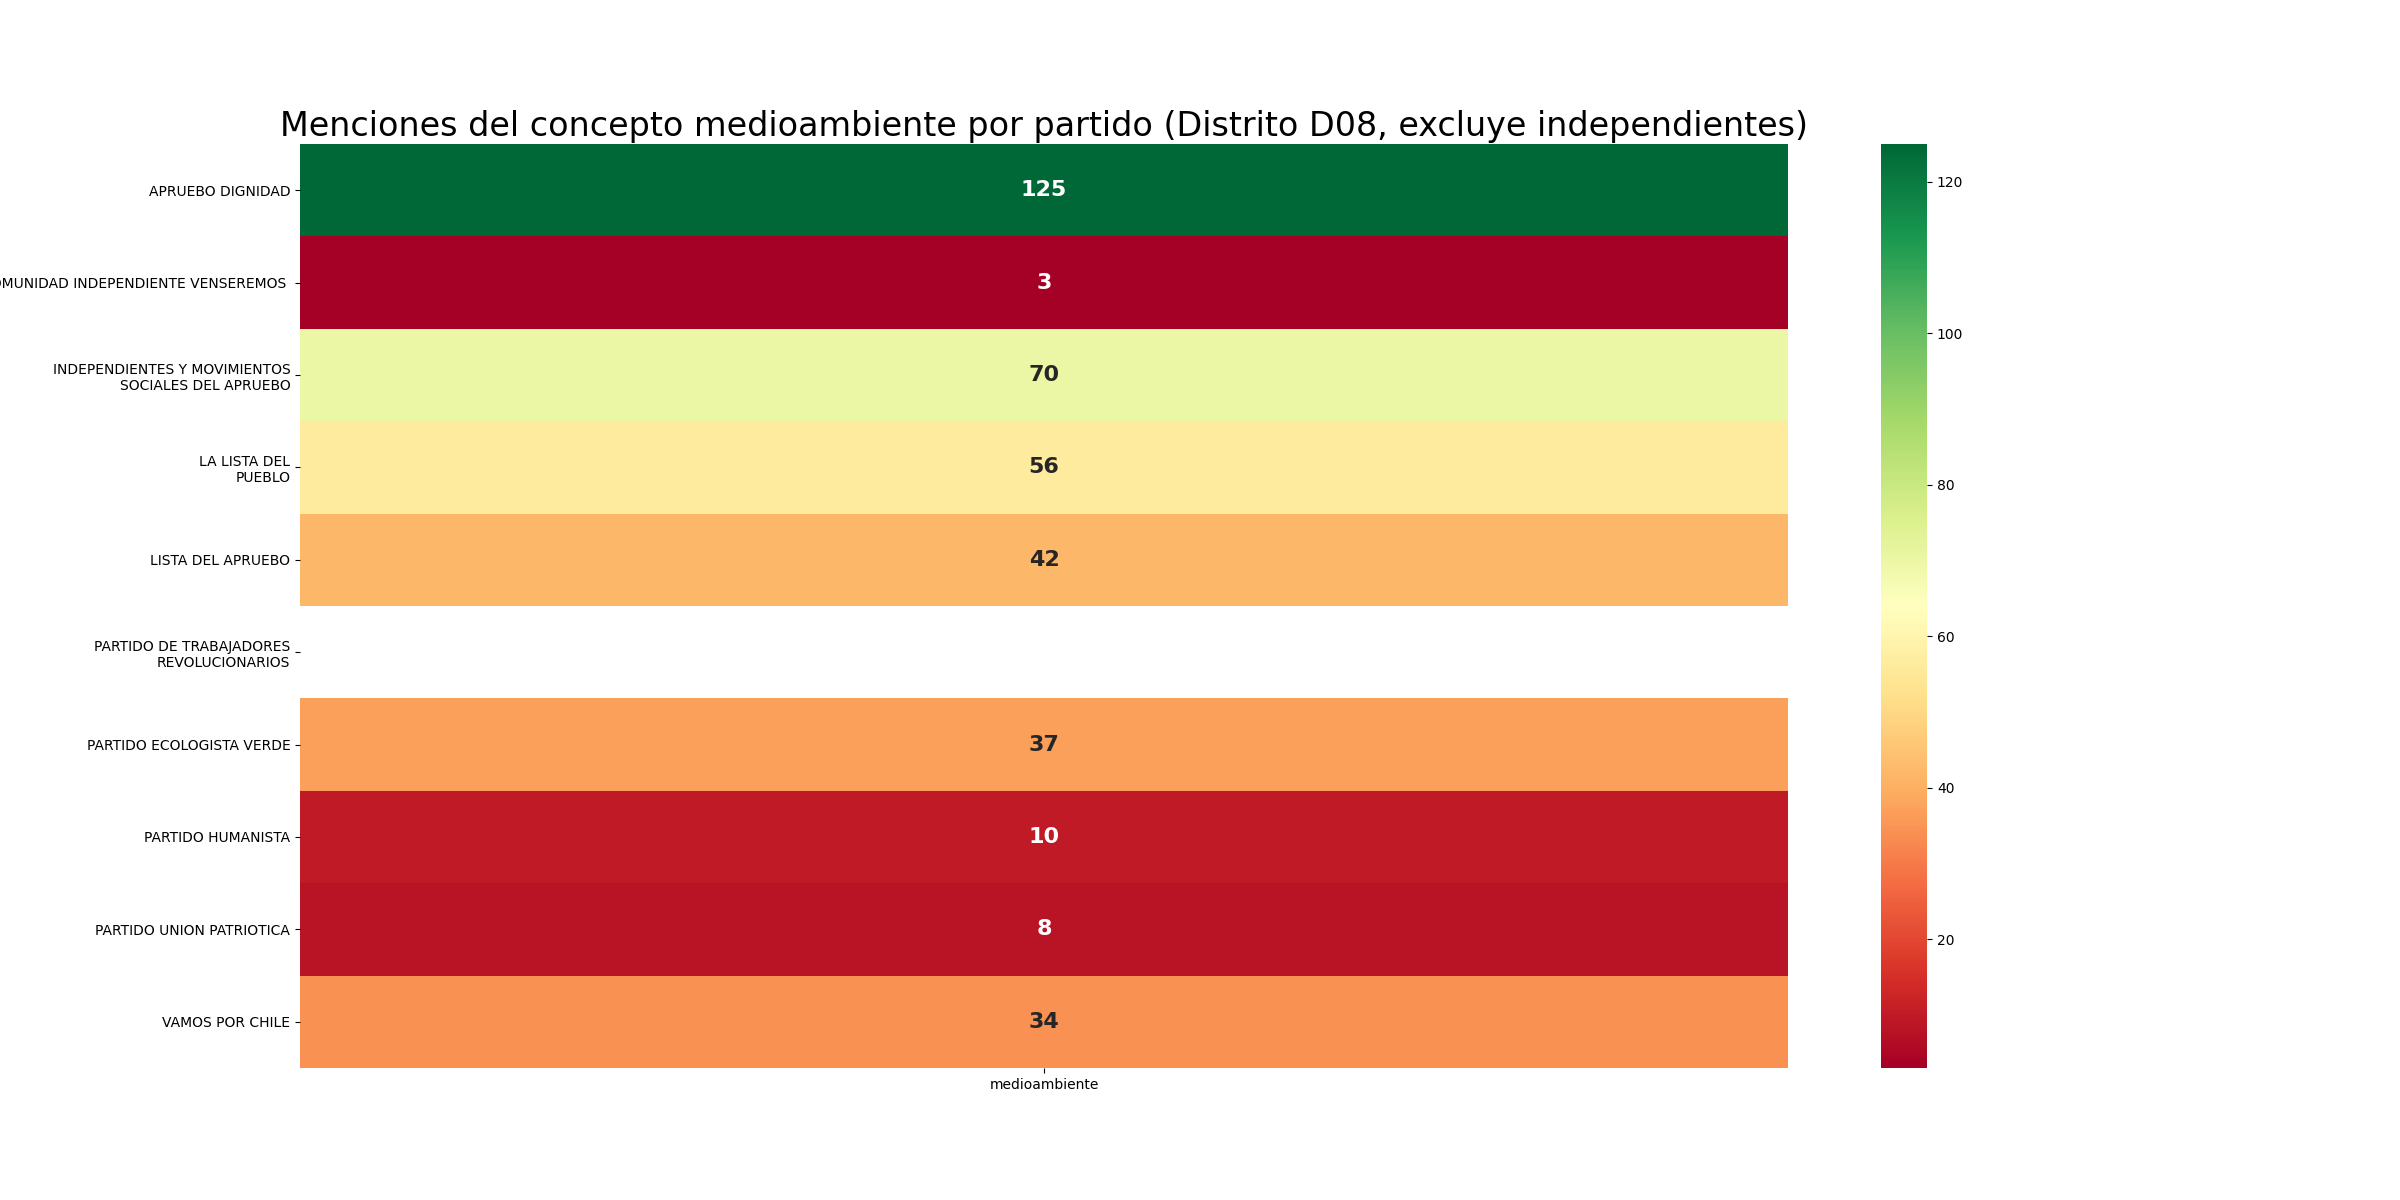 Menciones del concepto medioambiente por partido (Distrito D08, excluye independientes)
APRUEBO DIGNIDAD
125
INDEPENDIENTE VENSEREMOS
3
INDEPENDIENTES Y MOVIMIENTOS
SOCIALES DEL APRUEBO
70
LA LISTA DEL
PUEBLO
56
LISTA DEL APRUEBO
42
PARTIDO DE TRABAJADORES
REVOLUCIONARIOS
PARTIDO ECOLOGISTA VERDE
37
PARTIDO HUMANISTA
10
PARTIDO UNION PATRIOTICA
8
VAMOS POR CHILE
34
medioambiente
120
100
80
60
40
20